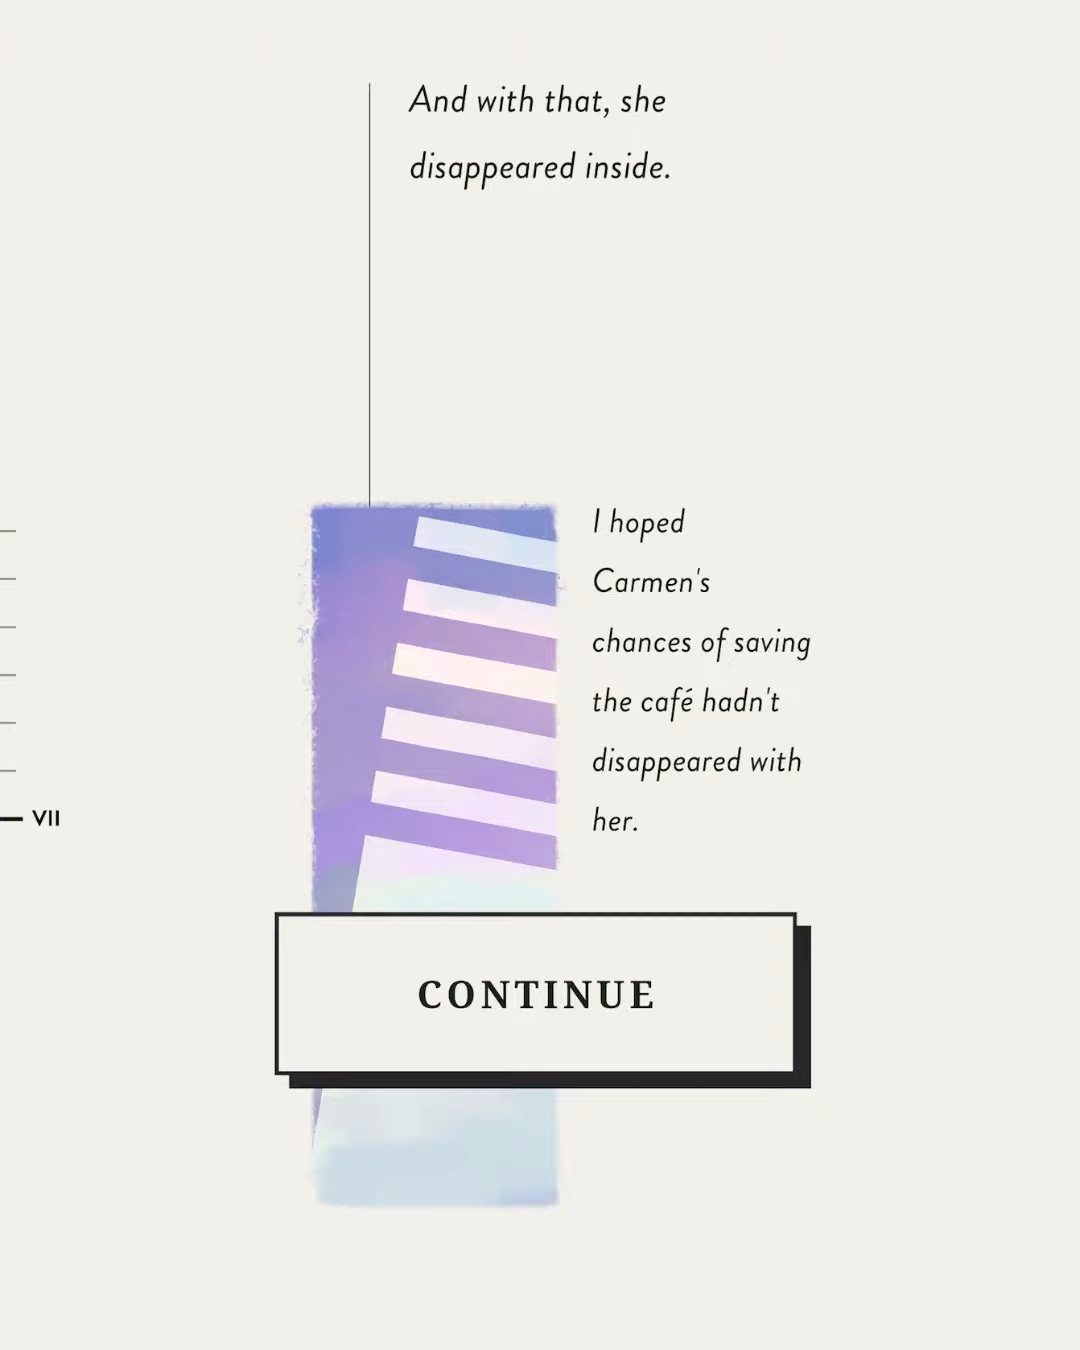 And with that, she
disappeared inside.
I hoped
Carmen's
chances of saving
the café hadn't
disappeared with
her.
VII
CONTINUE